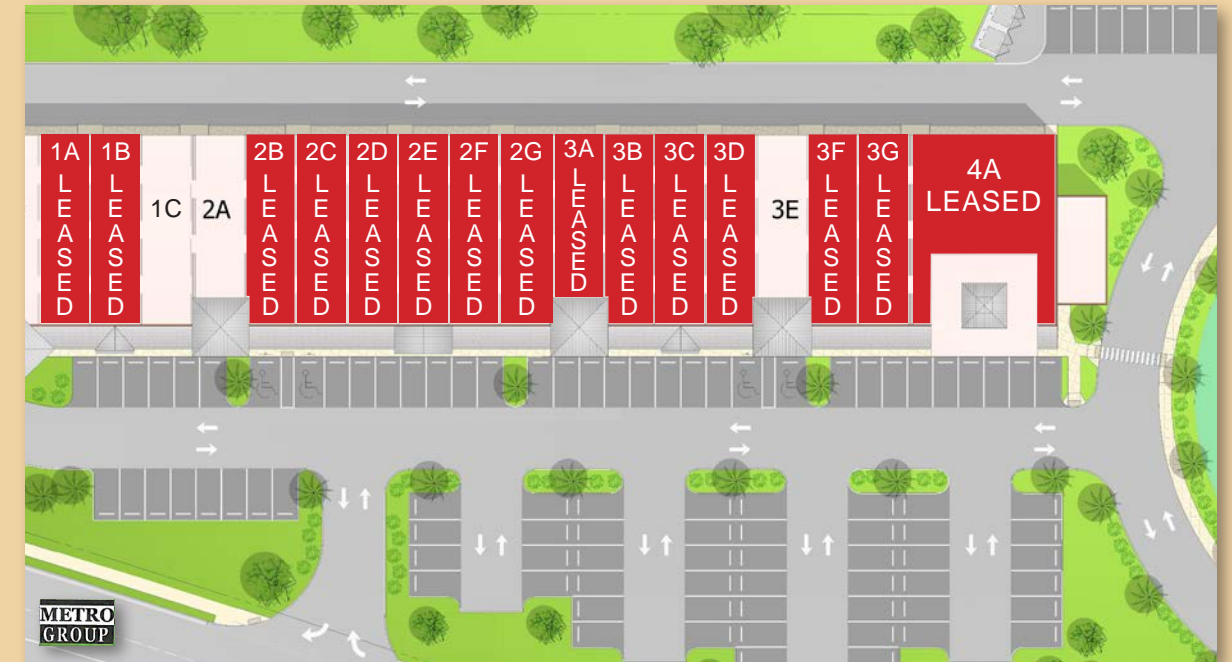 1A LEASED
1B LEASED
1C
2A
2B LEASED
2C LEASED
2D LEASED
2E LEASED
2F LEASED
2G LEASED
3A LEASED
3B LEASED
3C LEASED
3D LEASED
3E
3F LEASED
3G LEASED
4A
LEASED
METRO
GROUP